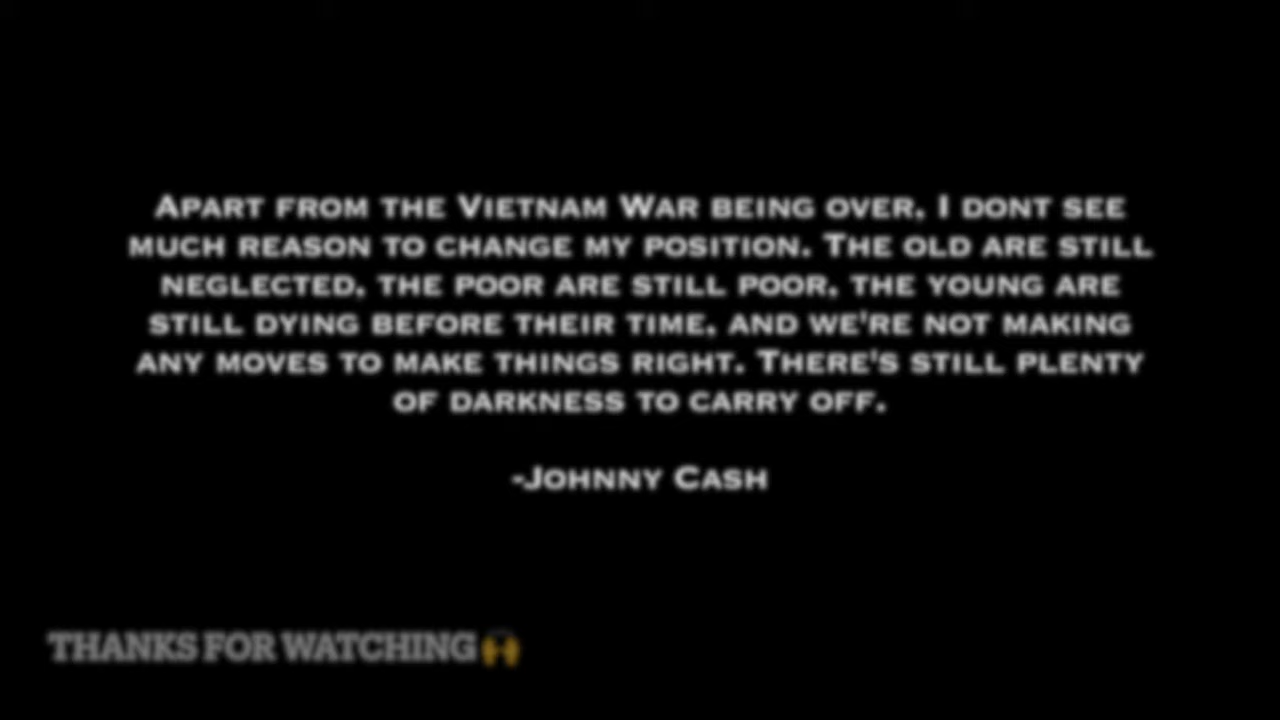 Apart from the Vietnam War being over, I dont see
much reason to change my position. The old are still
neglected, the poor are still poor, the young are
still dying before their time, and we're not making
any moves to make things right. There's still plenty
of darkness to carry off.
-Johnny Cash
THANKS FOR WATCHING